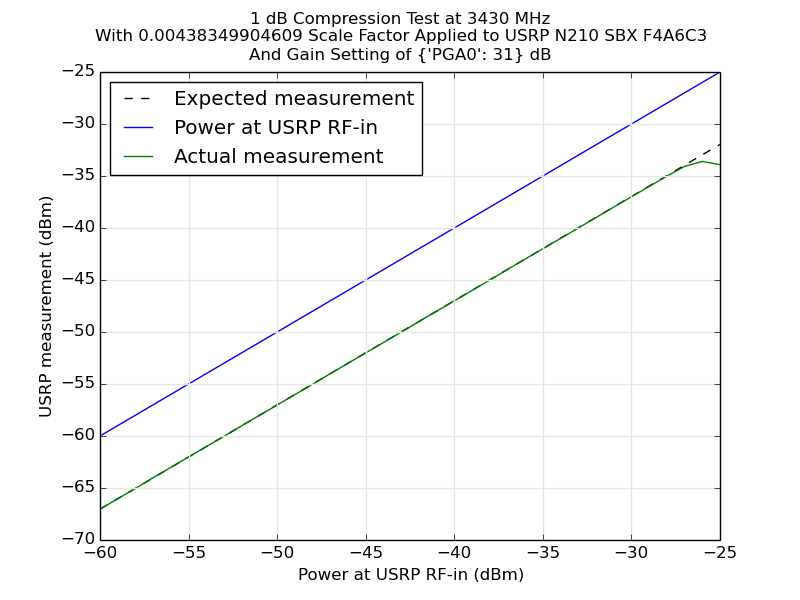 1 dB Compression Test at 3430 MHz
With 0.00438349904609 Scale Factor Applied to USRP N210 SBX F4A6C3
And Gain Setting of {'PGA0': 31} dB
Expected measurement
Power at USRP RF-in
Actual measurement
USRP measurement (dBm)
−25
−30
−35
−40
−45
−50
−55
−60
−65
−70
−60 −55 −50 −45 −40 −35 −30 −25
Power at USRP RF-in (dBm)